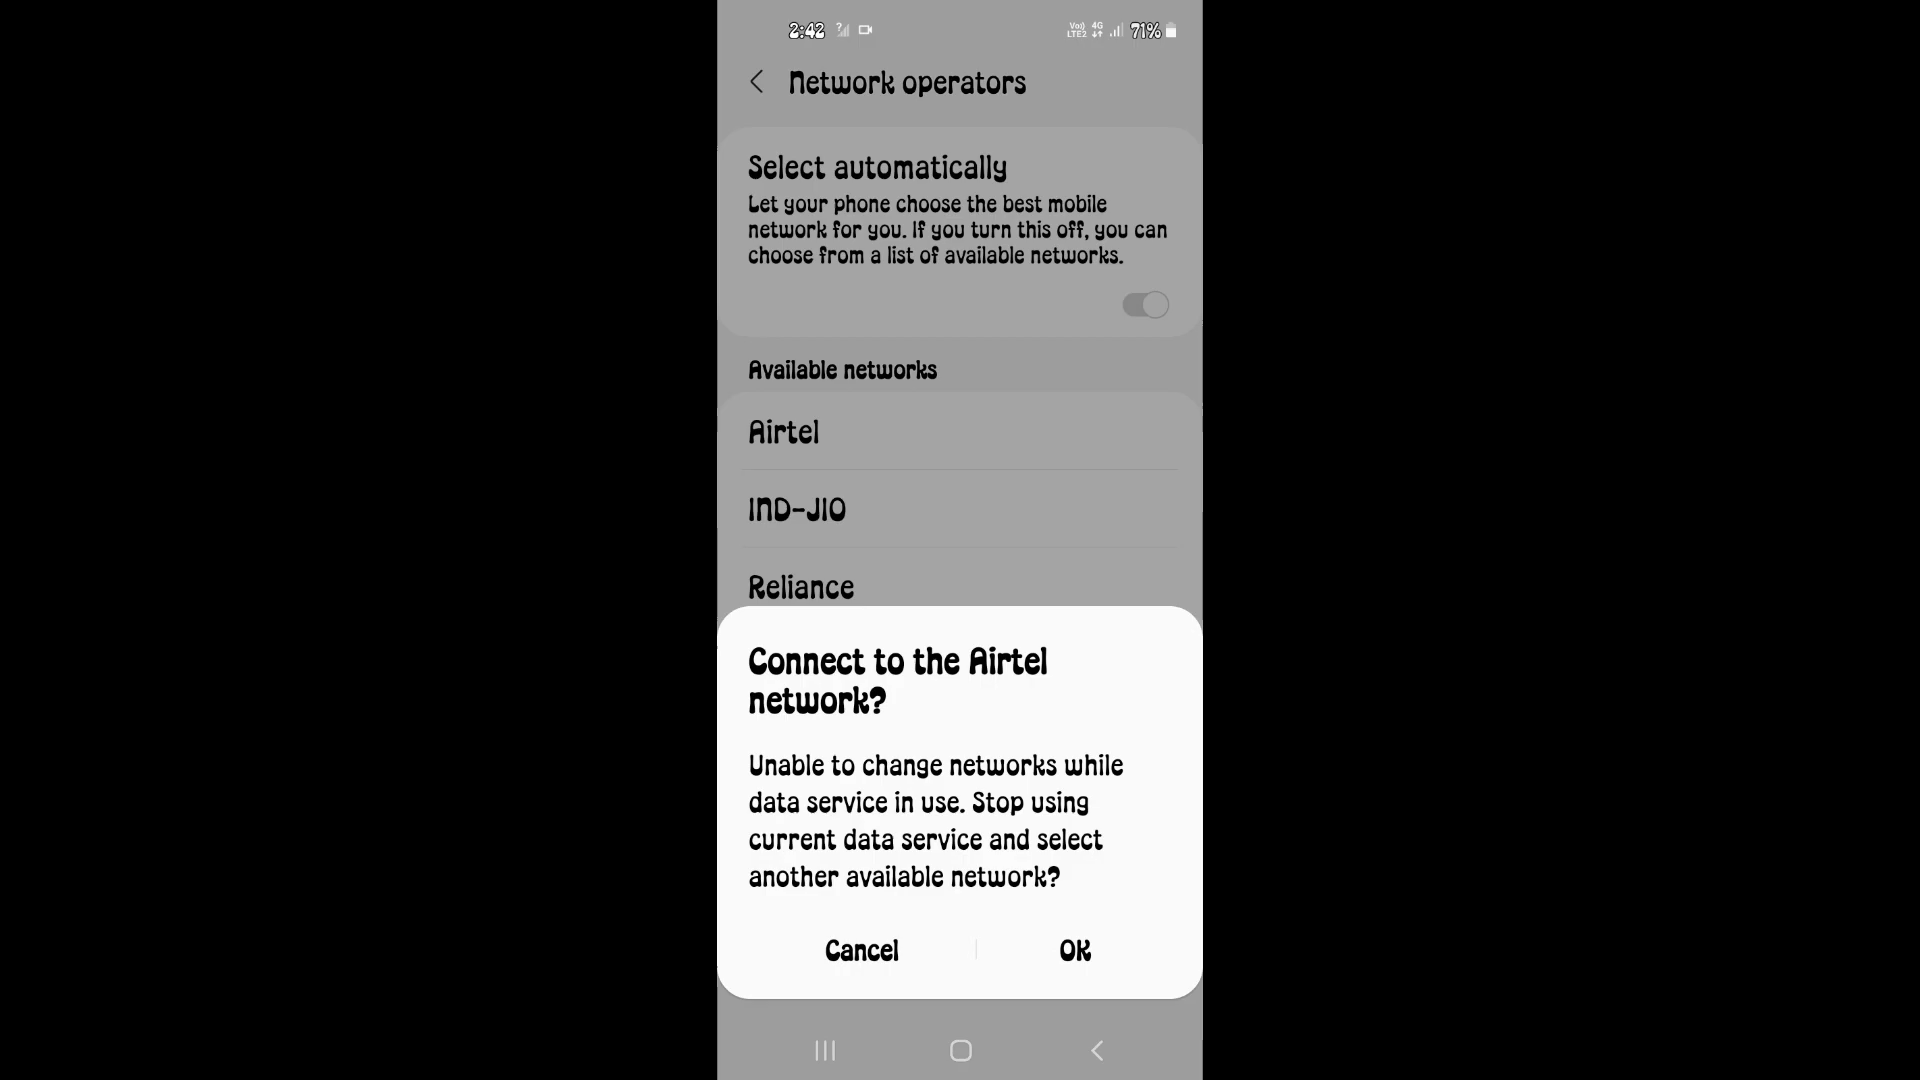 2:42
Vo)) LTE2 4G 71%
Network operators
Select automatically
Let your phone choose the best mobile
network for you. If you turn this off, you can
choose from a list of available networks.
Available networks
Airtel
IND-JIO
Reliance
Connect to the Airtel
network?
Unable to change networks while
data service in use. Stop using
current data service and select
another available network?
Cancel
OK